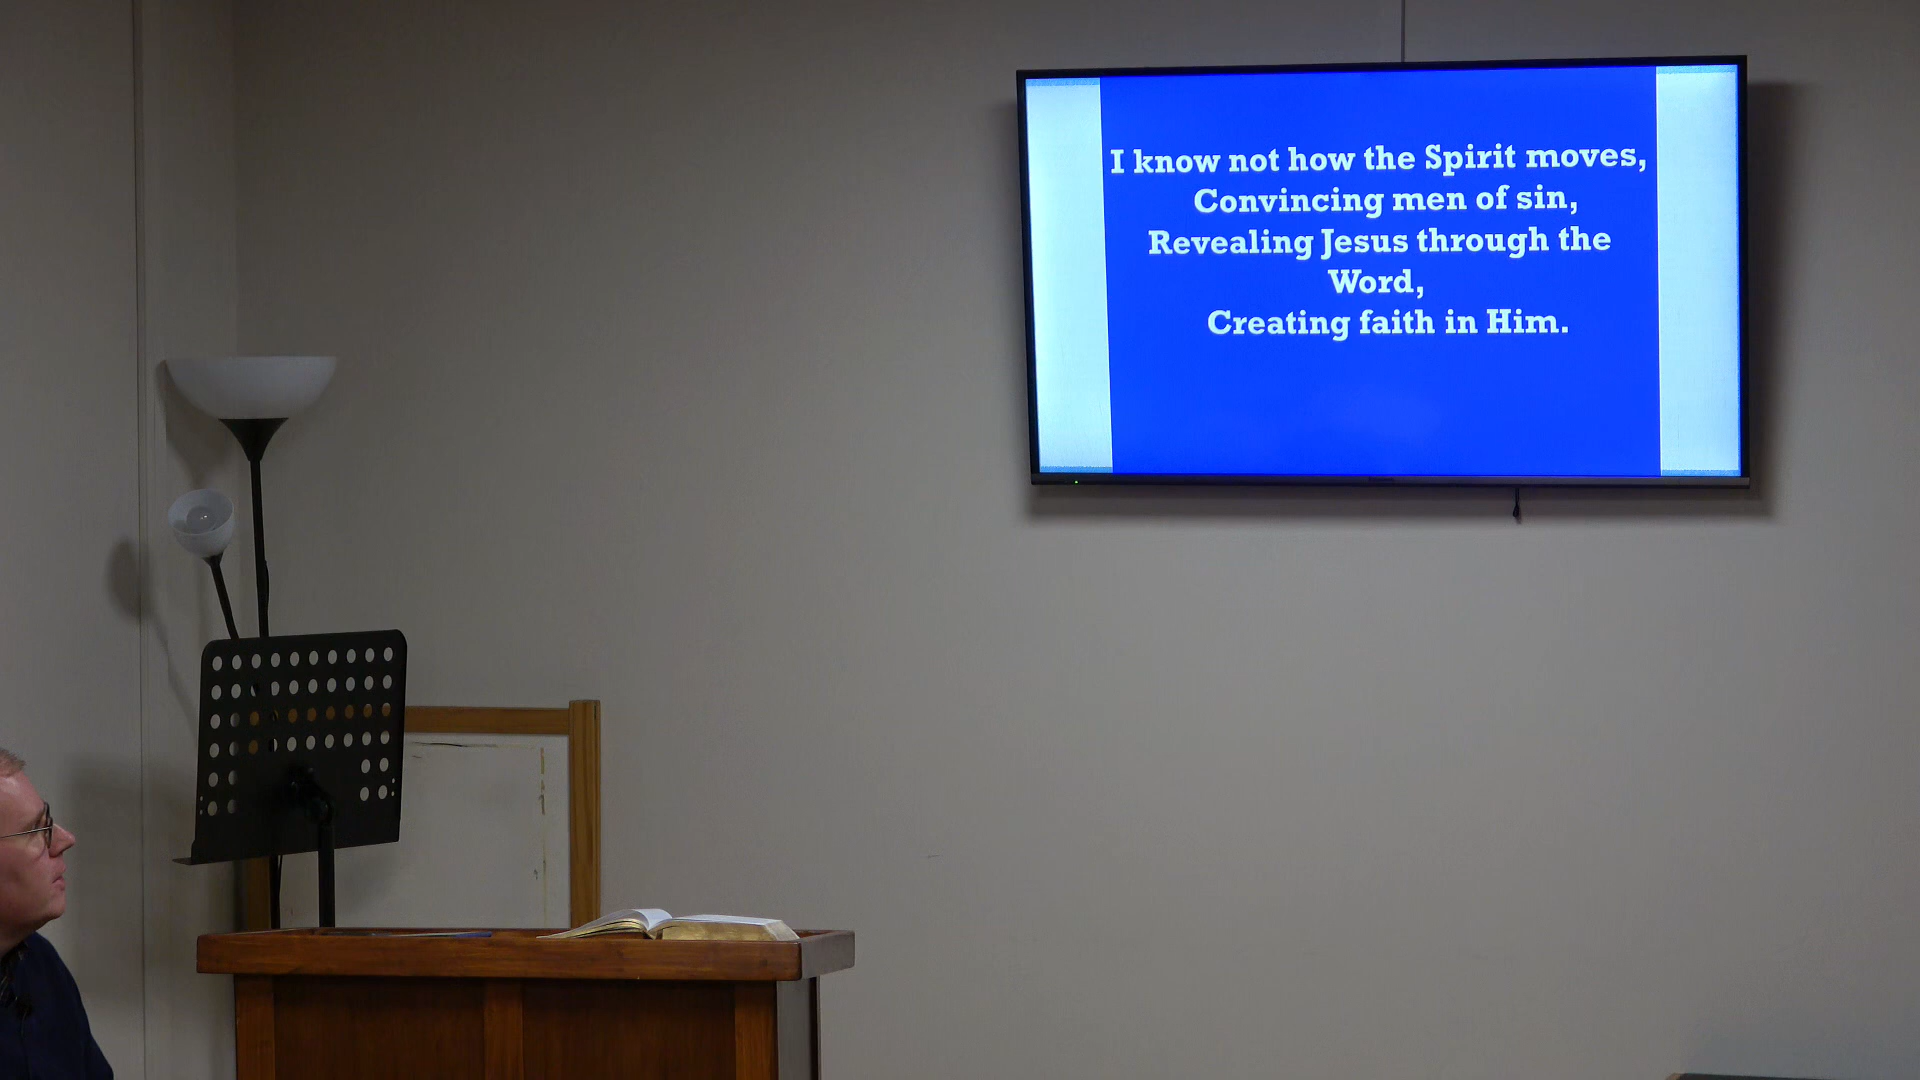 I know not how the Spirit moves,
Convincing men of sin,
Revealing Jesus through the
Word,
Creating faith in Him.